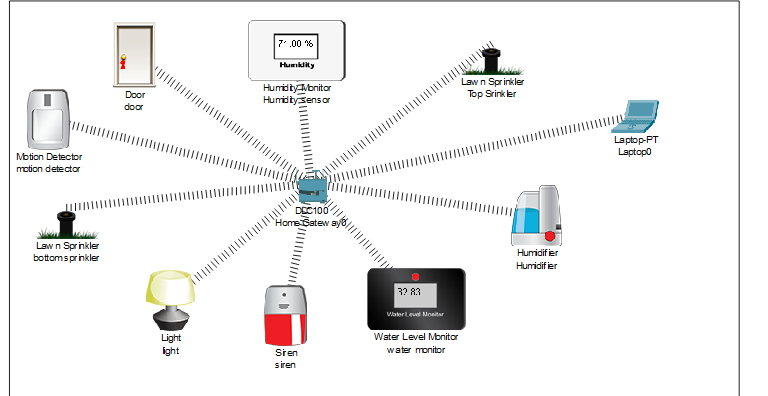 71.00 %
Humidity
Humidity Monitor
Humidity sensor
Door
door
Lawn Sprinkler
Top Srinkler
Laptop-PT
Laptop0
Motion Detector
motion detector
DLC100
Home Gateway0
Lawn Sprinkler
bottomsprinkler
Humidifier
Humidifier
32.83
Water Level Monitor
Water Level Monitor
water monitor
Light
light
Siren
siren